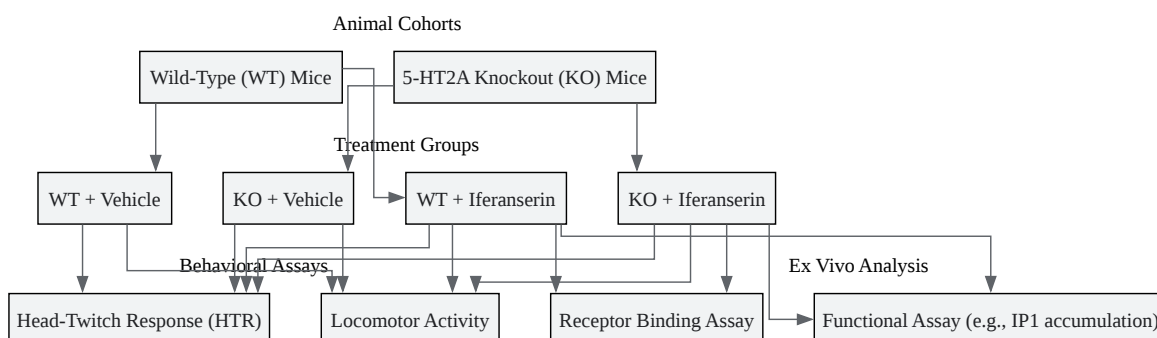 Animal Cohorts
Wild-Type (WT) Mice
5-HT2A Knockout (KO) Mice
Treatment Groups
WT + Vehicle
KO + Vehicle
WT + Iferanserin
KO + Iferanserin
Behavioral Assays
Ex Vivo Analysis
Head-Twitch Response (HTR)
Locomotor Activity
Receptor Binding Assay
Functional Assay (e.g., IP1 accumulation)